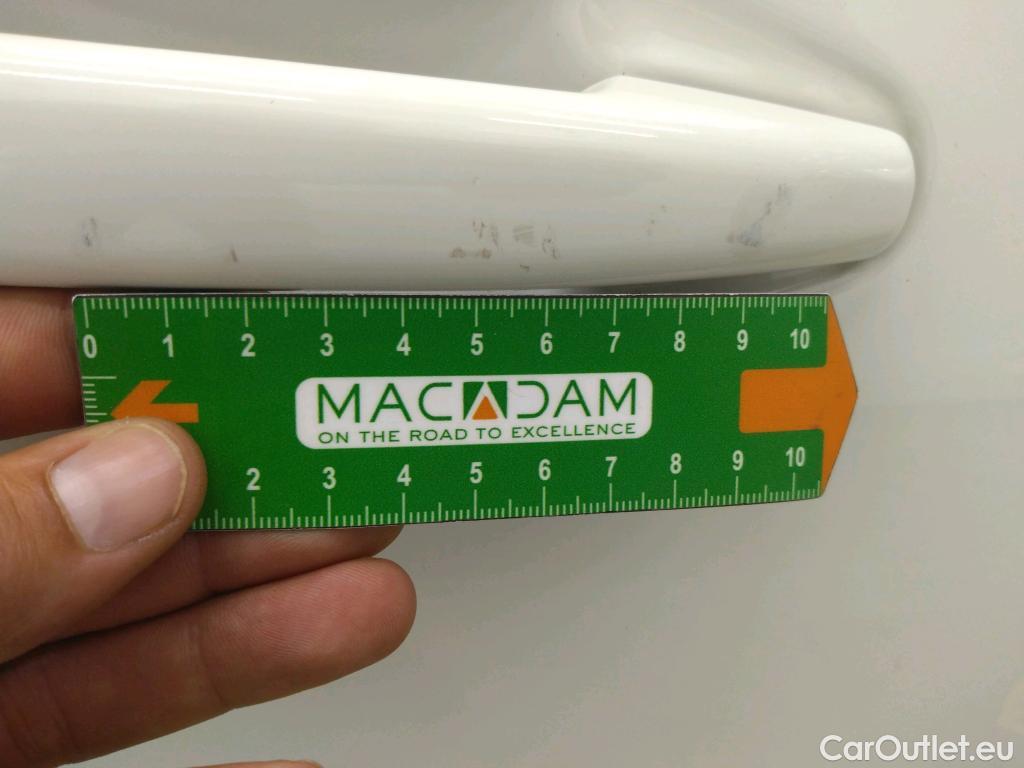 0 1 2 3 4 5 6 7 8 9 10
MACADAM
ON THE ROAD TO EXCELLENCE
2 3 4 5 6 7 8 9 10
CarOutlet.eu